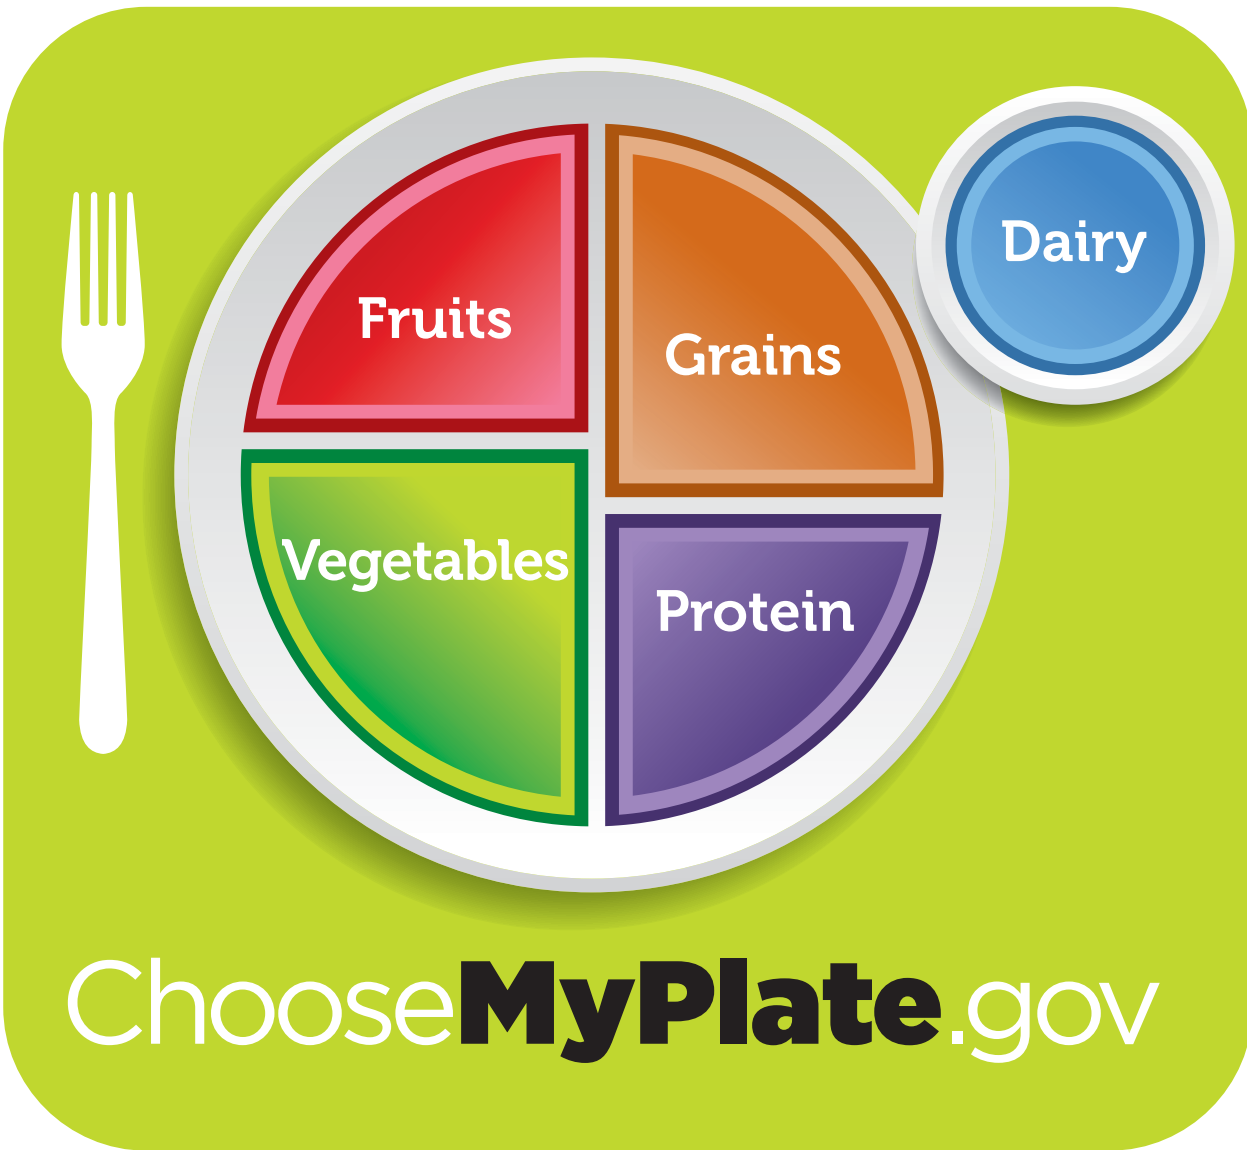 Fruits
Grains
Dairy
Vegetables
Protein
ChooseMyPlate.gov